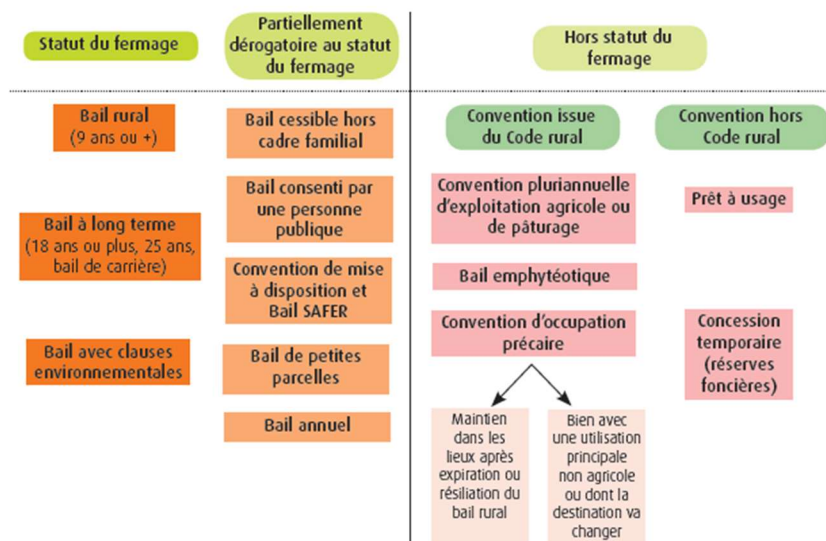 Statut du fermage
Partiellement
dérogatoire au statut
du fermage
Hors statut du
fermage
Bail rural
(9 ans ou +)
Bail à long terme
(18 ans ou plus, 25 ans,
bail de carrière)
Bail avec clauses
environnementales
Bail cessible hors
cadre familial
Bail consenti par
une personne
publique
Convention de mise
à disposition et
Bail SAFER
Bail de petites
parcelles
Bail annuel
Convention issue
du Code rural
Convention pluriannuelle
d'exploitation agricole ou
de pâturage
Bail emphytéotique
Convention d'occupation
précaire
Maintien
dans les
lieux après
expiration ou
résiliation du
bail rural
Bien avec
une utilisation
principale
non agricole
ou dont la
destination va
changer
Convention hors
Code rural
Prêt à usage
Concession
temporaire
(réserves
foncières)